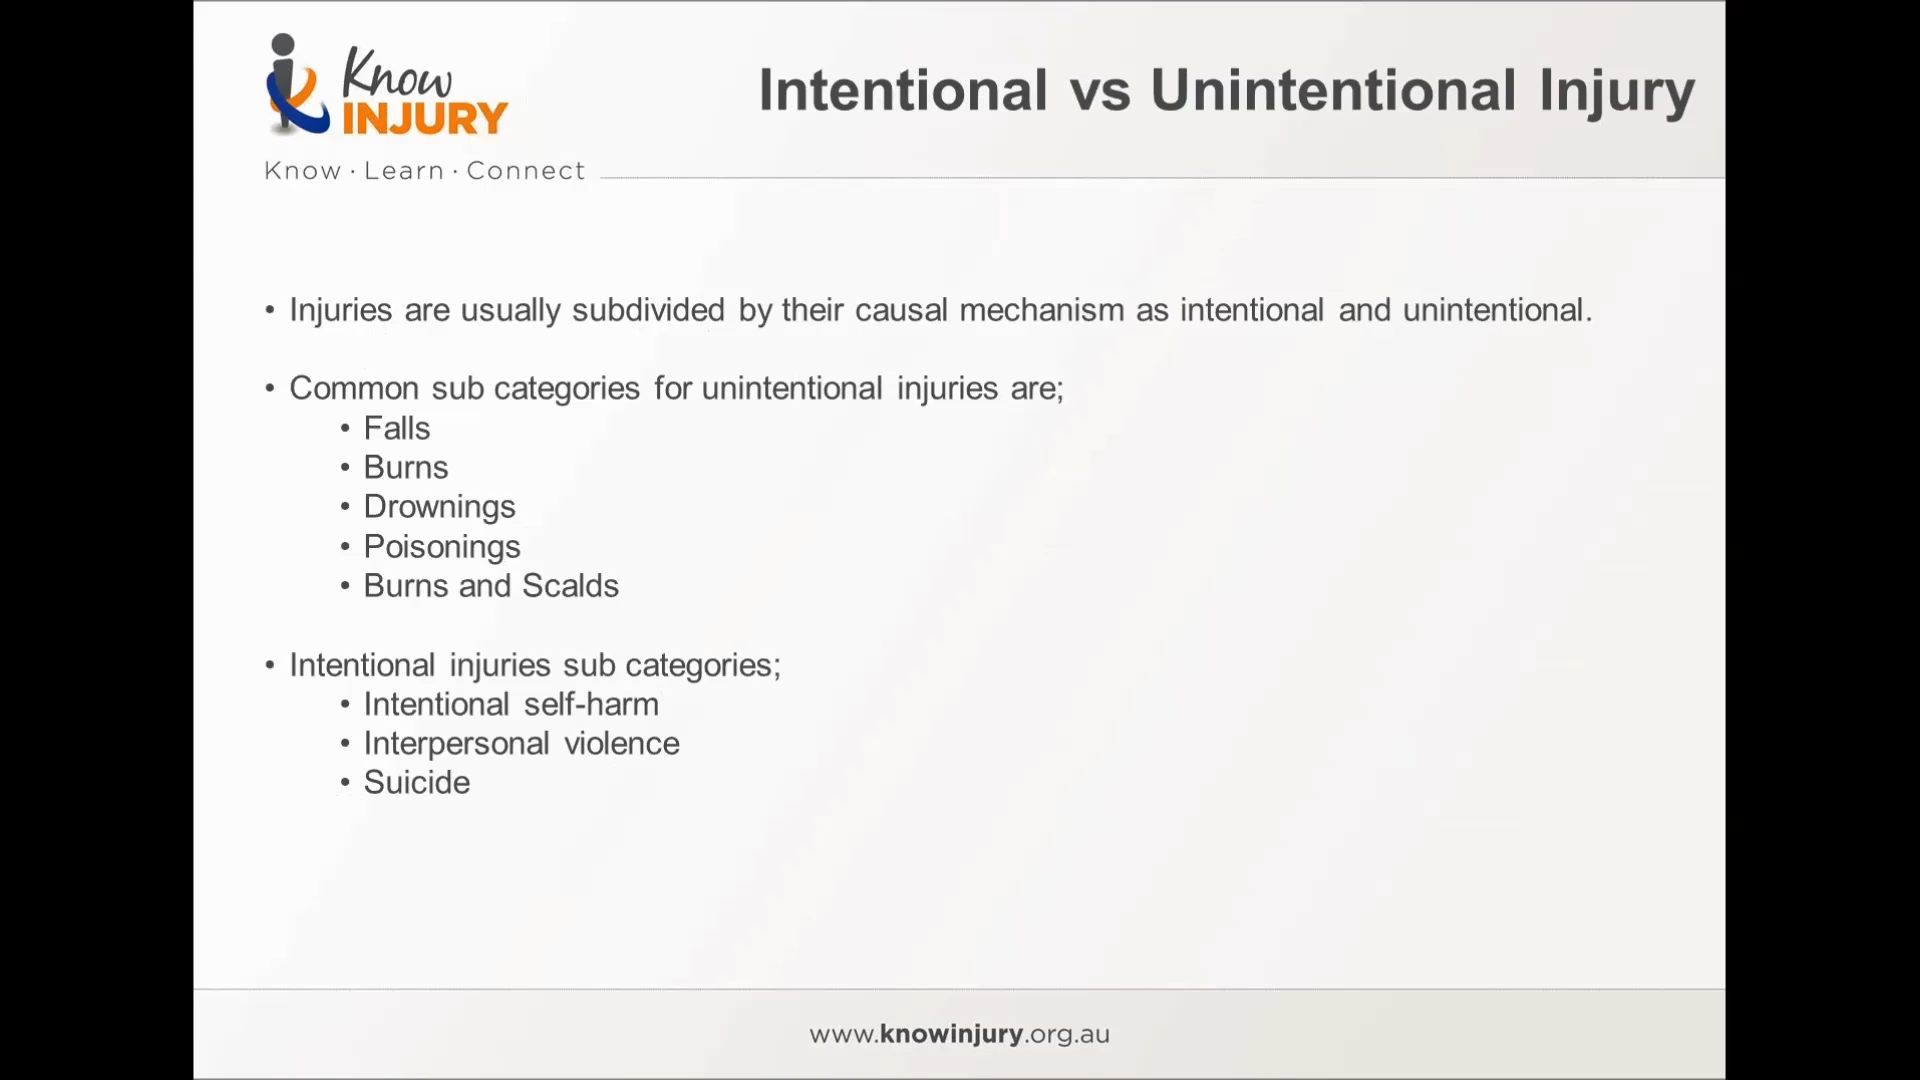 Know
INJURY
Know · Learn · Connect
Intentional vs Unintentional Injury
• Injuries are usually subdivided by their causal mechanism as intentional and unintentional.
• Common sub categories for unintentional injuries are;
• Falls
• Burns
• Drownings
• Poisonings
• Burns and Scalds
• Intentional injuries sub categories;
• Intentional self-harm
• Interpersonal violence
• Suicide
www.knowinjury.org.au